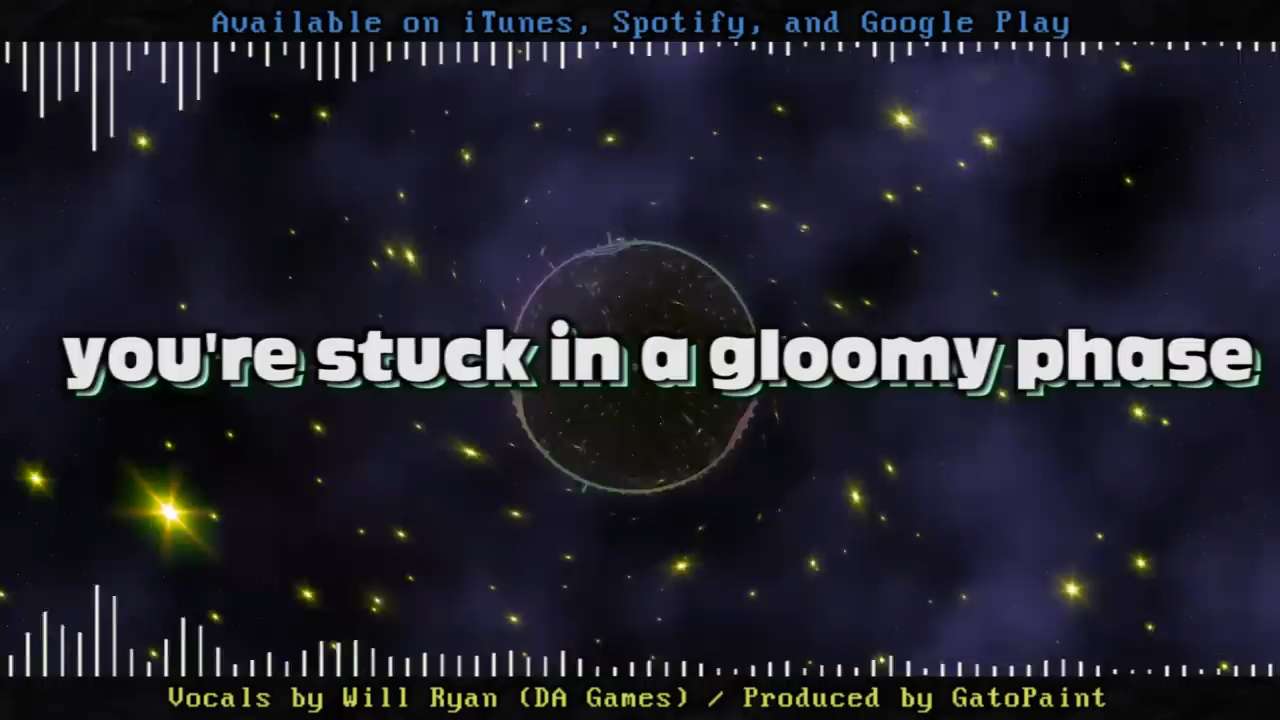 Available on iTunes, Spotify, and Google Play
you're stuck in a gloomy phase
Vocals by Will Ryan (DA Games) / Produced by GatoPaint